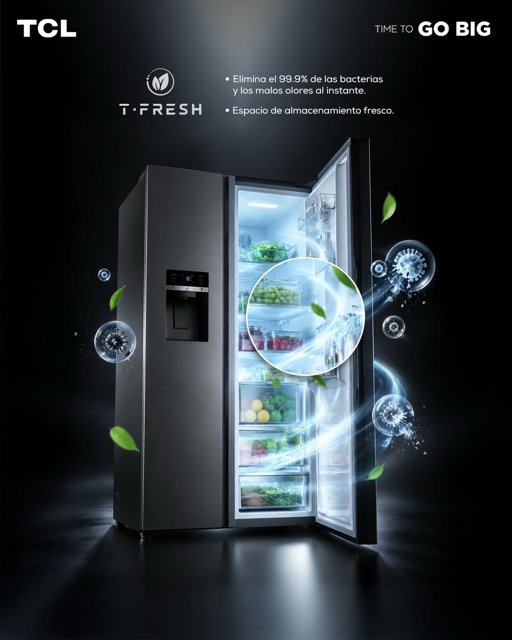 TCL
TIME TO GO BIG
T·FRESH
• Elimina el 99.9% de las bacterias
y los malos olores al instante.
• Espacio de almacenamiento fresco.